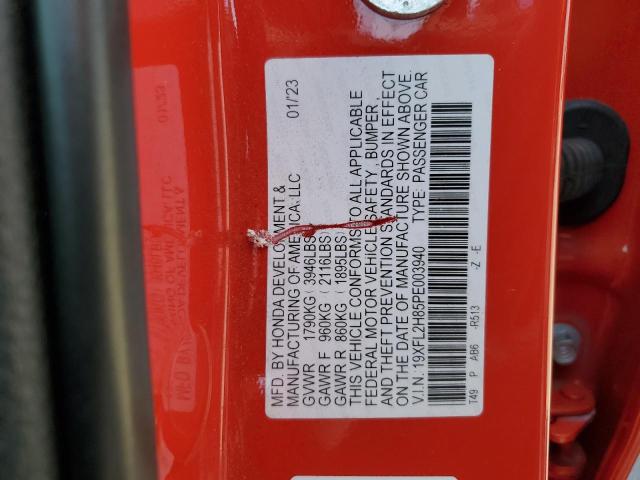 MFD. BY HONDA DEVELOPMENT &
MANUFACTURING OF AMERICA, LLC 01/'23
GVWR 1790KG ( 3946LBS)
GAWR F 960KG ( 2116LBS)
GAWR R 860KG ( 1895LBS)
THIS VEHICLE CONFORMS TO ALL APPLICABLE
FEDERAL MOTOR VEHICLE SAFETY, BUMPER,
AND THEFT PREVENTION STANDARDS IN EFFECT
ON THE DATE OF MANUFACTURE SHOWN ABOVE.
V.I.N. 19XFL2H85PE003940 TYPE: PASSENGER CAR
T49 P AB6 -R513 -Z -E